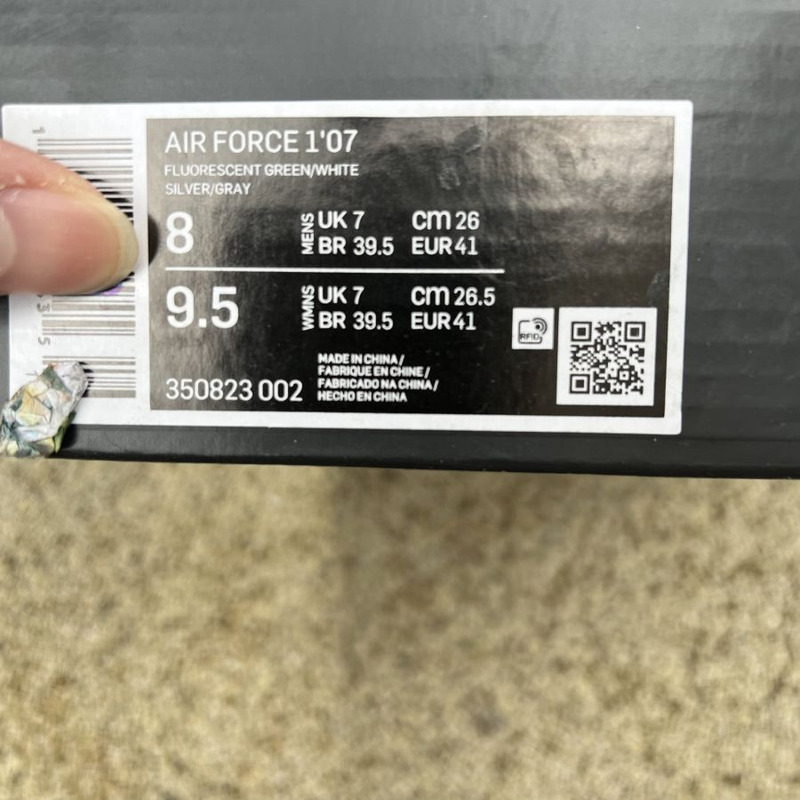 AIR FORCE 1'07
FLUORESCENT GREEN/WHITE
SILVER/GRAY
8 MENS UK 7 cm 26
BR 39.5 EUR 41
9.5 WMNS UK 7 cm 26.5
BR 39.5 EUR 41
RFID
MADE IN CHINA /
FABRIQUE EN CHINE /
FABRICADO NA CHINA /
HECHO EN CHINA
350823 002